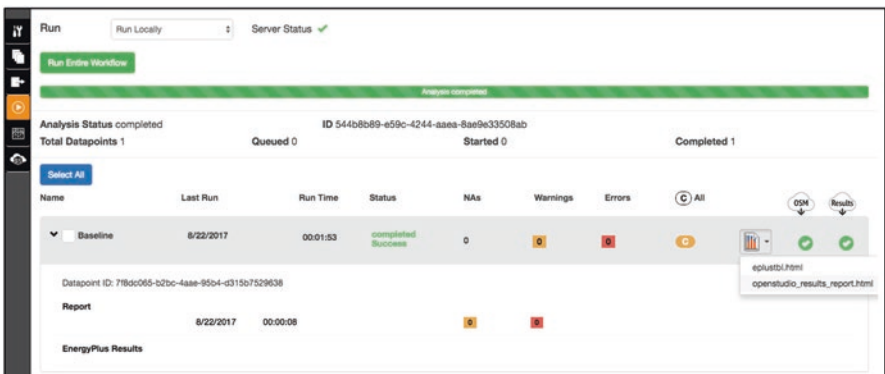 Run Run Locally Server Status
Run Entire Workflow
Analysis completed
Analysis Status completed ID 544b8b89-e59c-4244-aaea-8ae9e33508ab
Total Datapoints 1 Queued 0 Started 0 Completed 1
Select All
Name Last Run Run Time Status NAs Warnings Errors C All OSM Results
Baseline 8/22/2017 00:01:53 completed Success 0 0 0 C
eplustbl.html
openstudio_results_report.html
Datapoint ID: 7f8dc065-b2bc-4aae-95b4-d315b7529638
Report
8/22/2017 00:00:08 0 0
EnergyPlus Results